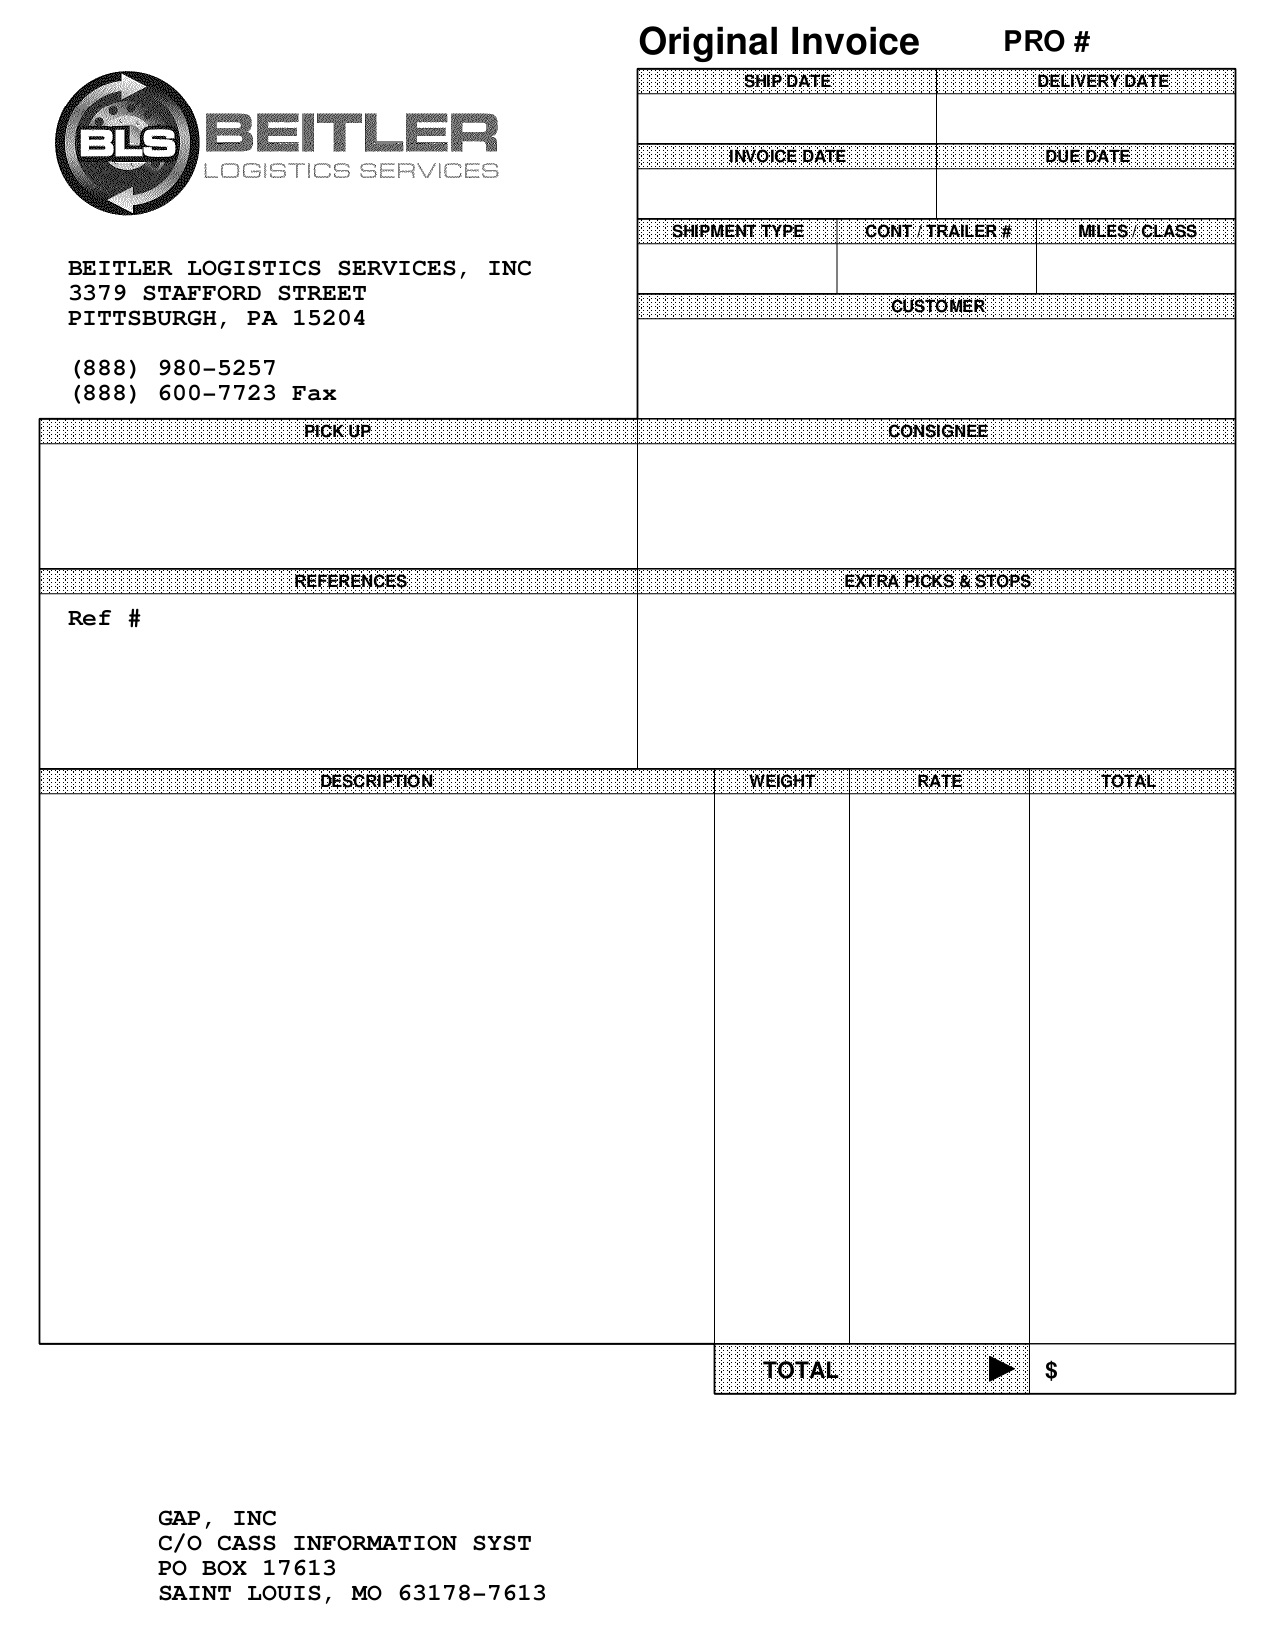 Original Invoice PRO #
SHIP DATE DELIVERY DATE
BLS BEITLER
LOGISTICS SERVICES
INVOICE DATE DUE DATE
SHIPMENT TYPE CONT / TRAILER # MILES / CLASS
BEITLER LOGISTICS SERVICES, INC
3379 STAFFORD STREET
PITTSBURGH, PA 15204
(888) 980-5257
(888) 600-7723 Fax
CUSTOMER
PICK UP CONSIGNEE
REFERENCES EXTRA PICKS & STOPS
Ref #
DESCRIPTION WEIGHT RATE TOTAL
TOTAL $
GAP, INC
C/O CASS INFORMATION SYST
PO BOX 17613
SAINT LOUIS, MO 63178-7613